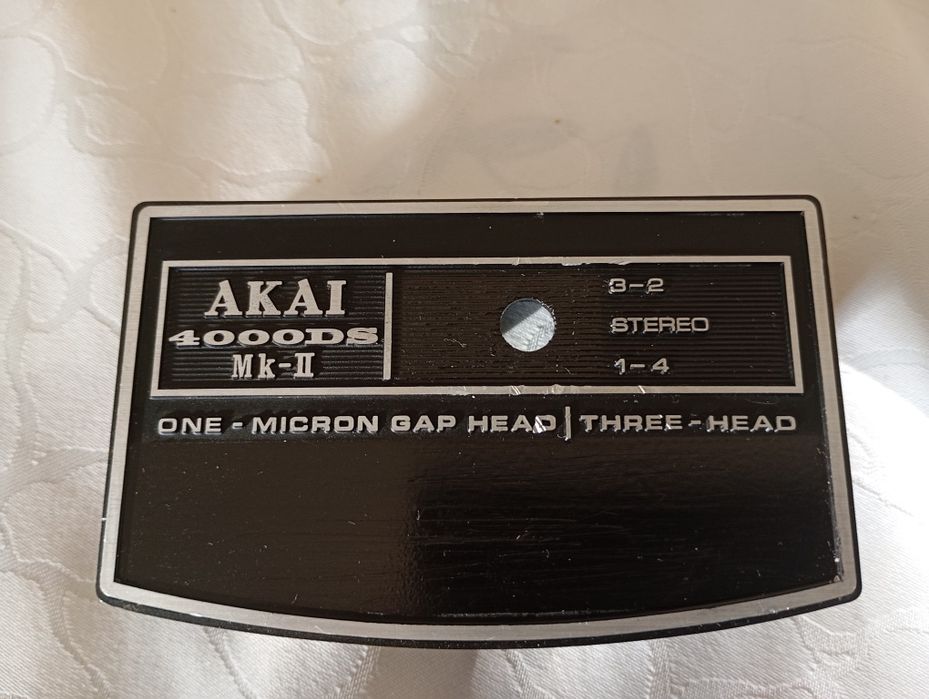 AKAI
4000DS
Mk-II
3-2
STEREO
1-4
ONE - MICRON GAP HEAD | THREE - HEAD